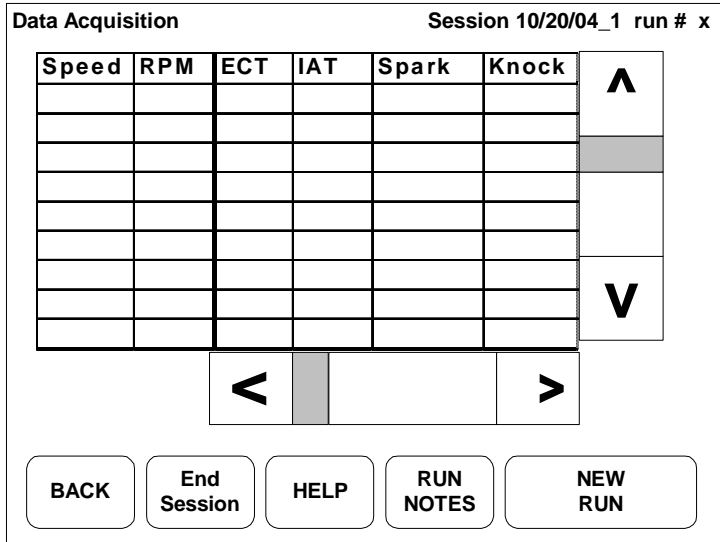 Data Acquisition Session 10/20/04_1 run # x
Speed RPM ECT IAT Spark Knock
^
V
< >
BACK End Session HELP RUN NOTES NEW RUN